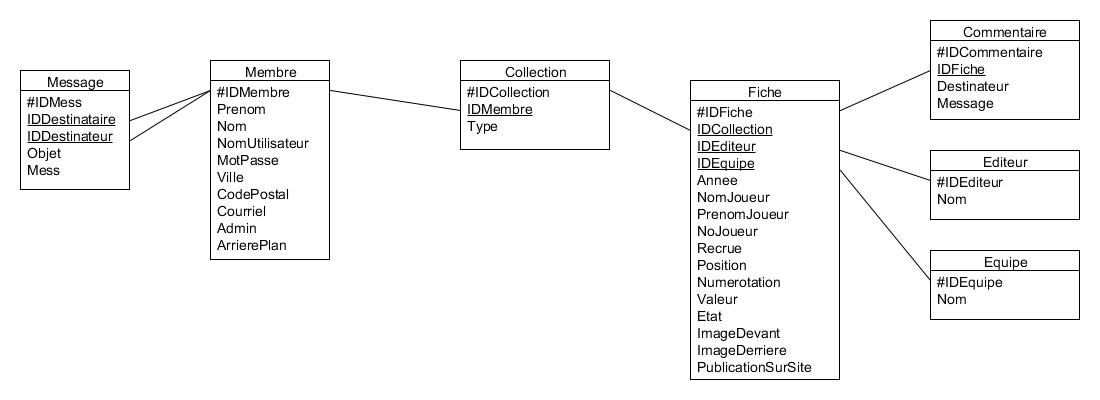 Message
#IDMess
IDDestinataire
IDDestinateur
Objet
Mess
Membre
#IDMembre
Prenom
Nom
NomUtilisateur
MotPasse
Ville
CodePostal
Courriel
Admin
ArrierePlan
Collection
#IDCollection
IDMembre
Type
Fiche
#IDFiche
IDCollection
IDEditeur
IDEquipe
Annee
NomJoueur
PrenomJoueur
NoJoueur
Recrue
Position
Numerotation
Valeur
Etat
ImageDevant
ImageDerriere
PublicationSurSite
Commentaire
#IDCommentaire
IDFiche
Destinateur
Message
Editeur
#IDEditeur
Nom
Equipe
#IDEquipe
Nom